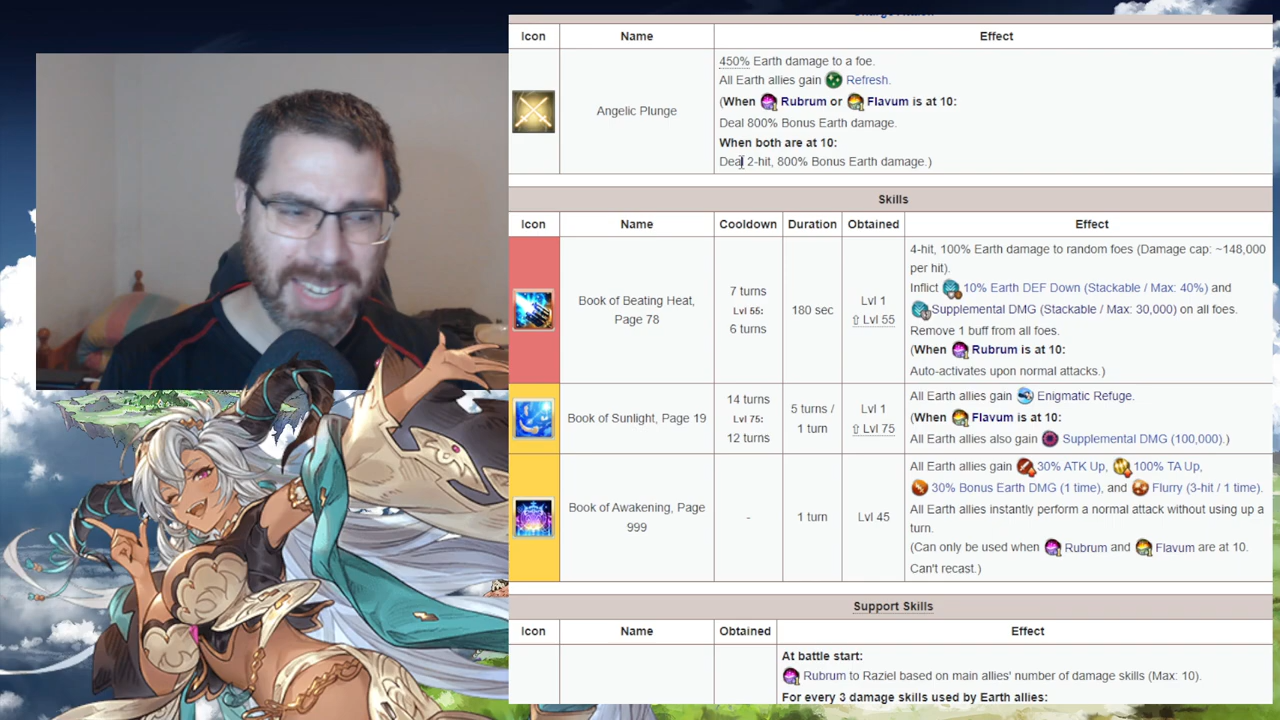 Icon Name Effect
450% Earth damage to a foe.
All Earth allies gain Refresh.
(When Rubrum or Flavum is at 10:
Angelic Plunge
Deal 800% Bonus Earth damage.
When both are at 10:
Deal 2-hit, 800% Bonus Earth damage.)
Skills
Icon Name Cooldown Duration Obtained Effect
Book of Beating Heat,
Page 78
7 turns
Lvl 55:
6 turns
180 sec
Lvl 1
⇧ Lvl 55
4-hit, 100% Earth damage to random foes (Damage cap: ~148,000
per hit).
Inflict 10% Earth DEF Down (Stackable / Max: 40%) and
Supplemental DMG (Stackable / Max: 30,000) on all foes.
Remove 1 buff from all foes.
(When Rubrum is at 10:
Auto-activates upon normal attacks.)
Book of Sunlight, Page 19
14 turns
Lvl 75:
12 turns
5 turns /
1 turn
Lvl 1
⇧ Lvl 75
All Earth allies gain Enigmatic Refuge.
(When Flavum is at 10:
All Earth allies also gain Supplemental DMG (100,000).)
Book of Awakening, Page
999
-
1 turn
Lvl 45
All Earth allies gain 30% ATK Up, 100% TA Up,
30% Bonus Earth DMG (1 time), and Flurry (3-hit / 1 time).
All Earth allies instantly perform a normal attack without using up a
turn.
(Can only be used when Rubrum and Flavum are at 10.
Can't recast.)
Support Skills
Icon Name Obtained Effect
At battle start:
Rubrum to Raziel based on main allies' number of damage skills (Max: 10).
For every 3 damage skills used by Earth allies: